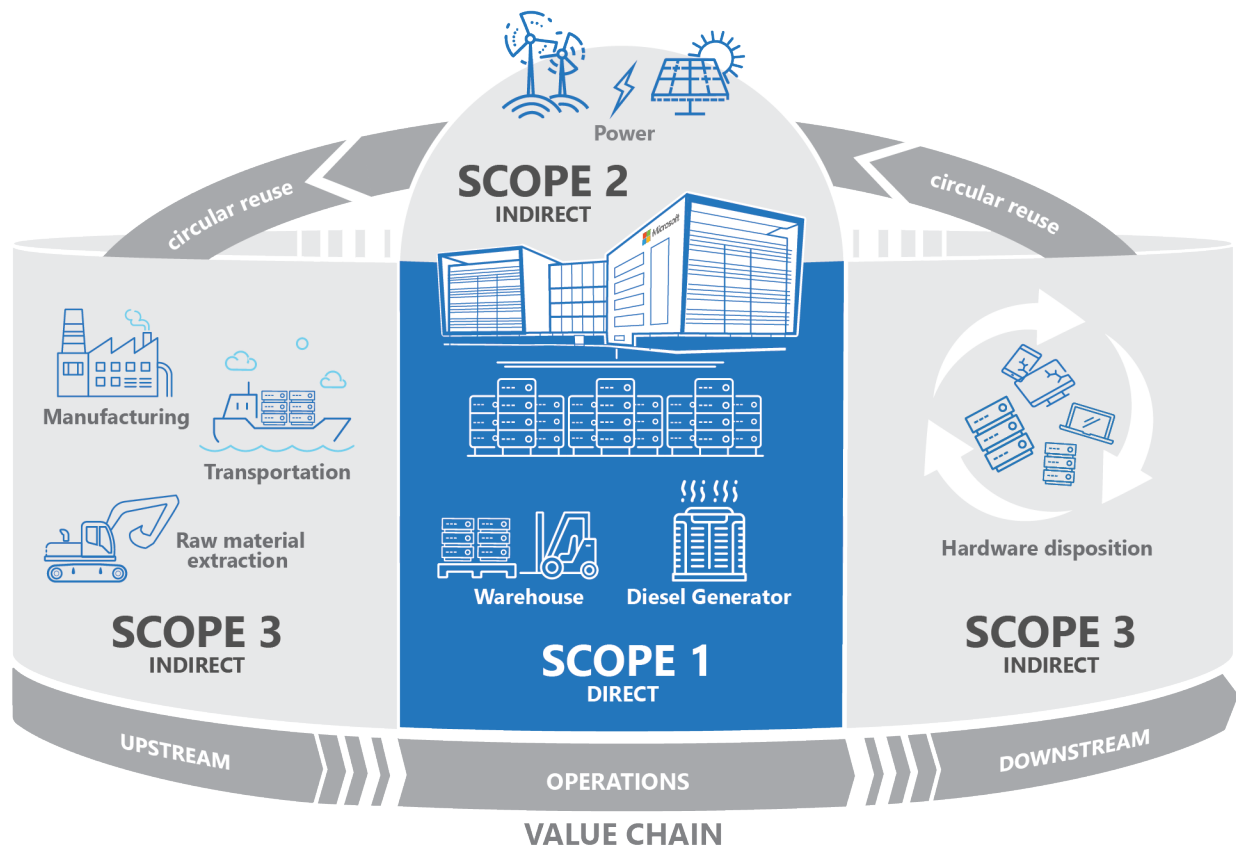 Power
SCOPE 2
INDIRECT
circular reuse
circular reuse
Microsoft
Manufacturing
Transportation
Raw material
extraction
SCOPE 3
INDIRECT
Warehouse
Diesel Generator
SCOPE 1
DIRECT
Hardware disposition
SCOPE 3
INDIRECT
UPSTREAM
OPERATIONS
DOWNSTREAM
VALUE CHAIN